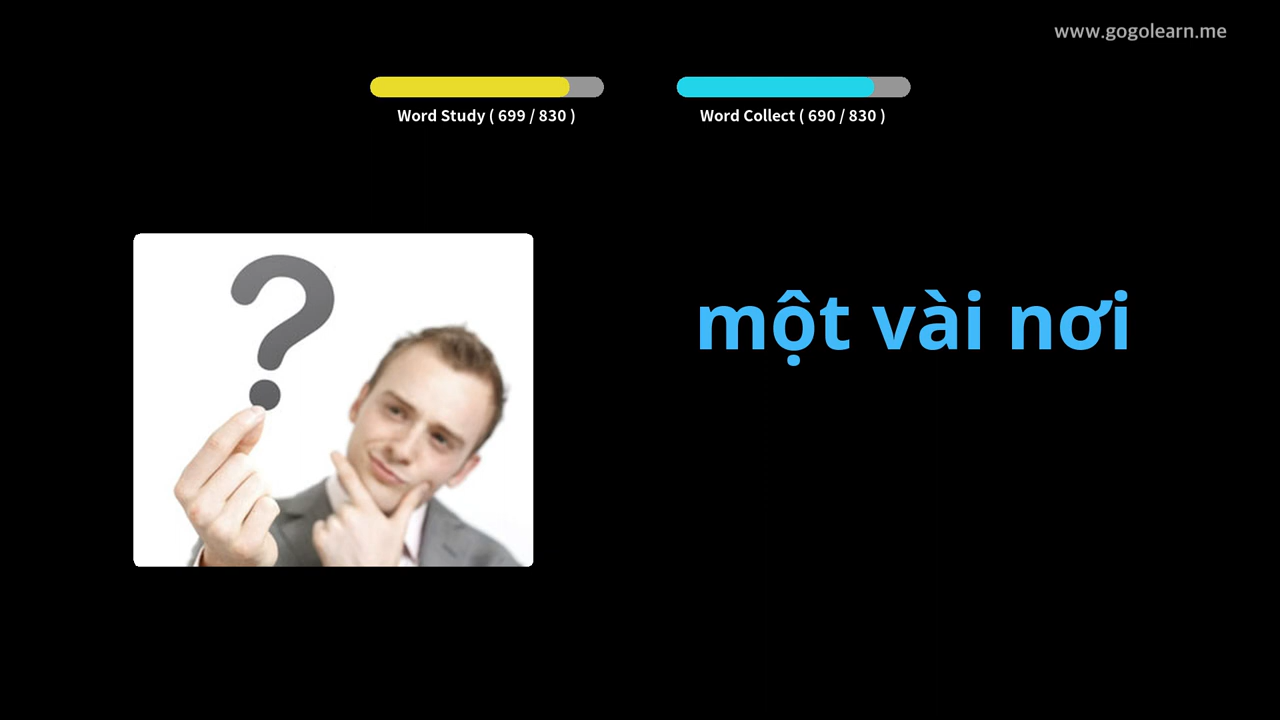 www.gogolearn.me
Word Study ( 699 / 830 )
Word Collect ( 690 / 830 )
?
một vài nơi